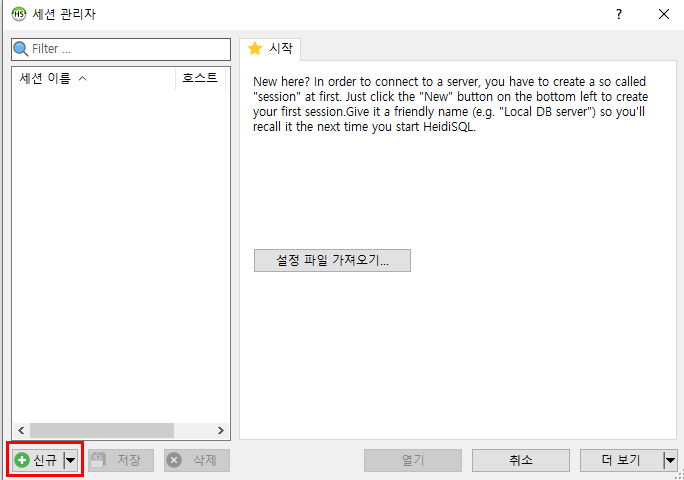 HS 세션 관리자
?
Filter ...
세션 이름 호스트
시작
New here? In order to connect to a server, you have to create a so called
"session" at first. Just click the "New" button on the bottom left to create
your first session.Give it a friendly name (e.g. "Local DB server") so you'll
recall it the next time you start HeidiSQL.
설정 파일 가져오기...
신규 저장 삭제 열기 취소 더 보기